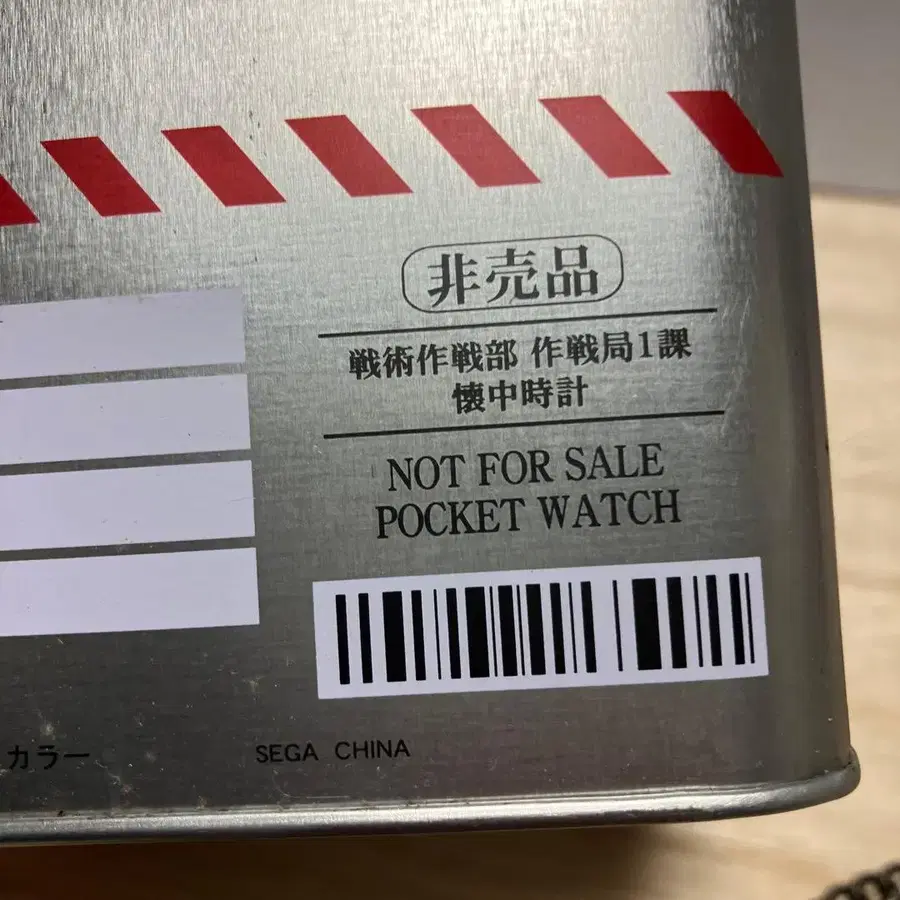 非売品
戦術作戦部 作戦局1課
懐中時計
NOT FOR SALE
POCKET WATCH
カラー
SEGA CHINA